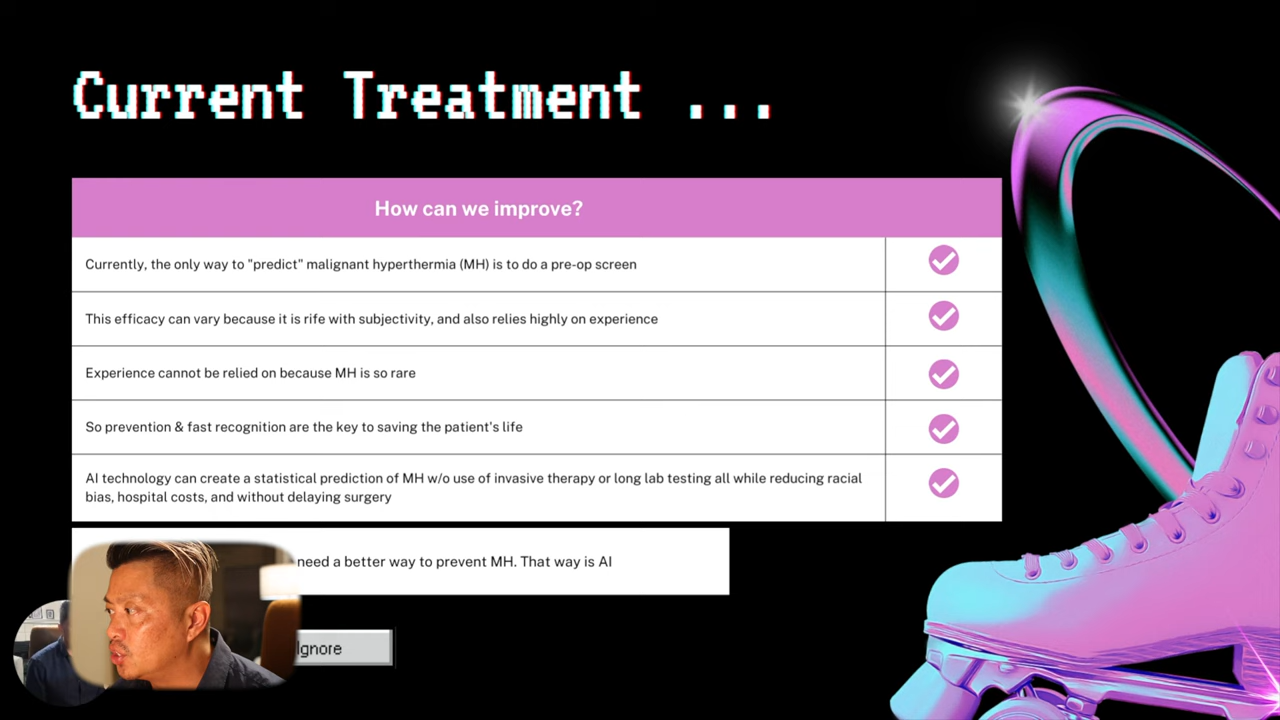 Current Treatment ...
How can we improve?
Currently, the only way to "predict" malignant hyperthermia (MH) is to do a pre-op screen
This efficacy can vary because it is rife with subjectivity, and also relies highly on experience
Experience cannot be relied on because MH is so rare
So prevention & fast recognition are the key to saving the patient's life
AI technology can create a statistical prediction of MH w/o use of invasive therapy or long lab testing all while reducing racial
bias, hospital costs, and without delaying surgery
need a better way to prevent MH. That way is AI
Ignore